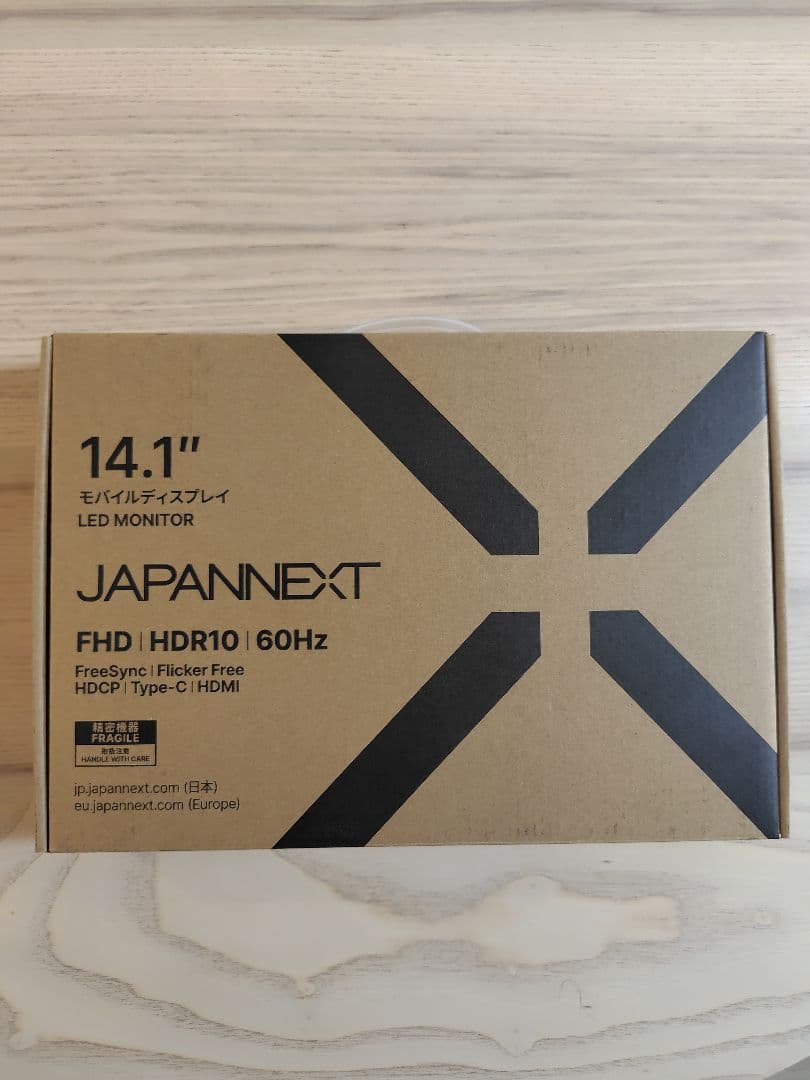 14.1"
モバイルディスプレイ
LED MONITOR
JAPANNEXT
FHD | HDR10 | 60Hz
FreeSync | Flicker Free
HDCP | Type-C | HDMI
精密機器
FRAGILE
取扱注意
HANDLE WITH CARE
jp.japannext.com (日本)
eu.japannext.com (Europe)